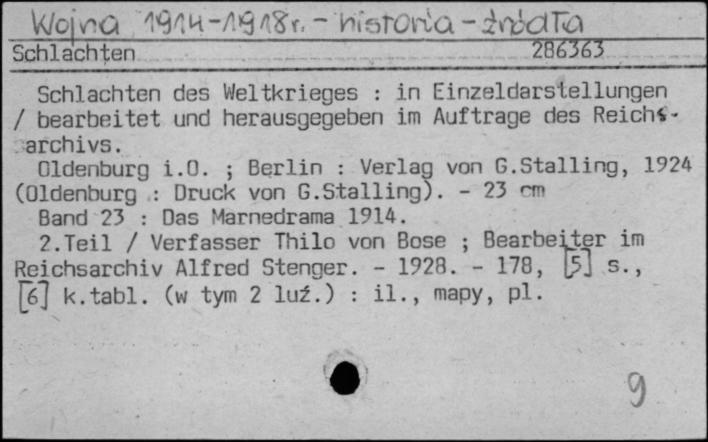 Wojna 1914-1918r. - historia - źródła
Schlachten 286363
Schlachten des Weltkrieges : in Einzeldarstellungen
/ bearbeitet und herausgegeben im Auftrage des Reichs-
archivs.
Oldenburg i.O. ; Berlin : Verlag von G.Stalling, 1924
(Oldenburg : Druck von G.Stalling). - 23 cm
Band 23 : Das Marnedrama 1914.
2.Teil / Verfasser Thilo von Bose ; Bearbeiter im
Reichsarchiv Alfred Stenger. - 1928. - 178, [5] s.,
[6] k.tabl. (w tym 2 luź.) : il., mapy, pl.
9